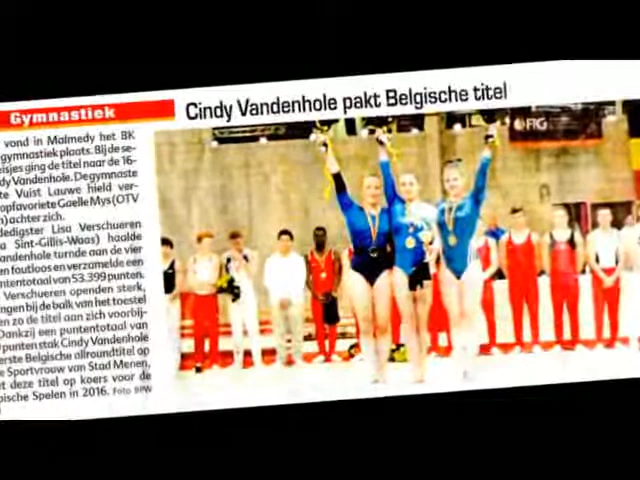 Gymnastiek
Cindy Vandenhole pakt Belgische titel
vond in Malmedy het BK
gymnastiek plaats. Bij de se-
eisjes ging de titel naar de 16-
dy Vandenhole. De gymnaste
te Vuist Lauwe hield ver-
opfavoriete Gaelle Mys (OTV
) achter zich.
dedigster Lisa Verschueren
a Sint-Gillis-Waas) haalde
andenhole turnde aan de vier
en foutloos en verzamelde een
ntentotaal van 53.399 punten.
Verschueren openden sterk,
ngen bij de balk van het toestel
en zo de titel aan zich voorbij-
Dankzij een puntentotaal van
punten stak Cindy Vandenhole
erste Belgische allroundtitel op
e Sportvrouw van Stad Menen,
t deze titel op koers voor de
pische Spelen in 2016. Foto BPW
FIG